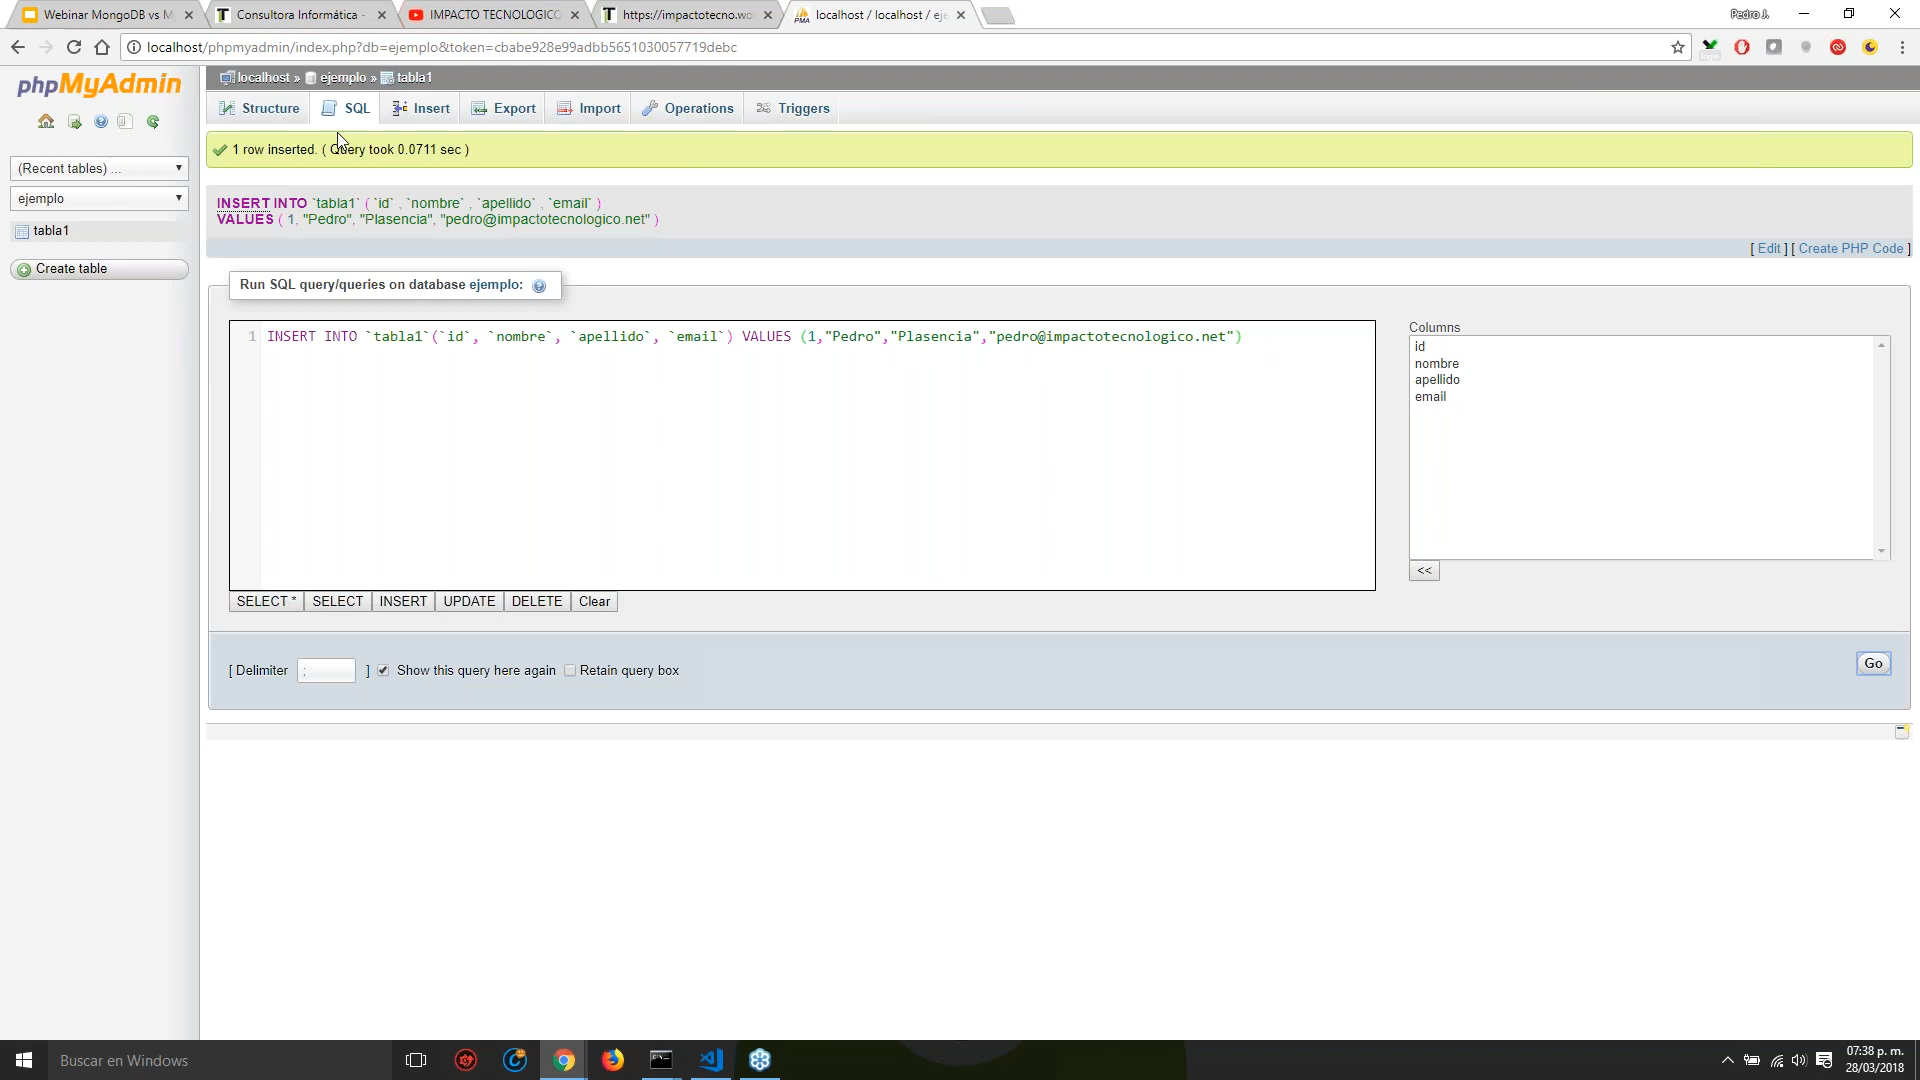 Webinar MongoDB vs M
Consultora Informática -
IMPACTO TECNOLOGICO
https://impactotecno.wo
localhost / localhost / eje
Pedro J.
localhost/phpmyadmin/index.php?db=ejemplo&token=cbabe928e99adbb5651030057719debc
phpMyAdmin
(Recent tables) ...
ejemplo
tabla1
Create table
localhost » ejemplo » tabla1
Structure
SQL
Insert
Export
Import
Operations
Triggers
1 row inserted. ( Query took 0.0711 sec )
INSERT INTO `tabla1` ( `id` , `nombre` , `apellido` , `email` )
VALUES ( 1, "Pedro", "Plasencia", "pedro@impactotecnologico.net" )
[ Edit ] [ Create PHP Code ]
Run SQL query/queries on database ejemplo:
1 INSERT INTO `tabla1`(`id`, `nombre`, `apellido`, `email`) VALUES (1,"Pedro","Plasencia","pedro@impactotecnologico.net")
Columns
id
nombre
apellido
email
<<
SELECT *
SELECT
INSERT
UPDATE
DELETE
Clear
[ Delimiter ; ] Show this query here again Retain query box
Go
Buscar en Windows
07:38 p. m.
28/03/2018